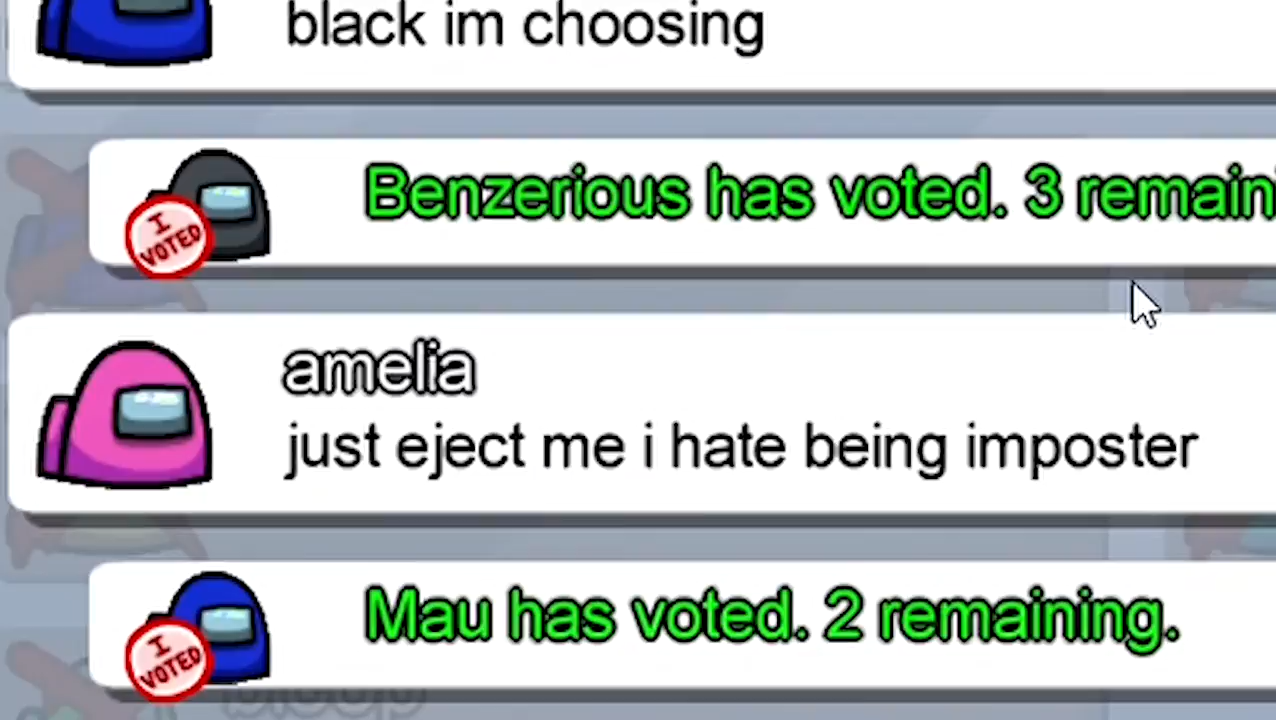 black im choosing
Benzerious has voted. 3 remain
I VOTED
amelia
just eject me i hate being imposter
Mau has voted. 2 remaining.
I VOTED
bloop